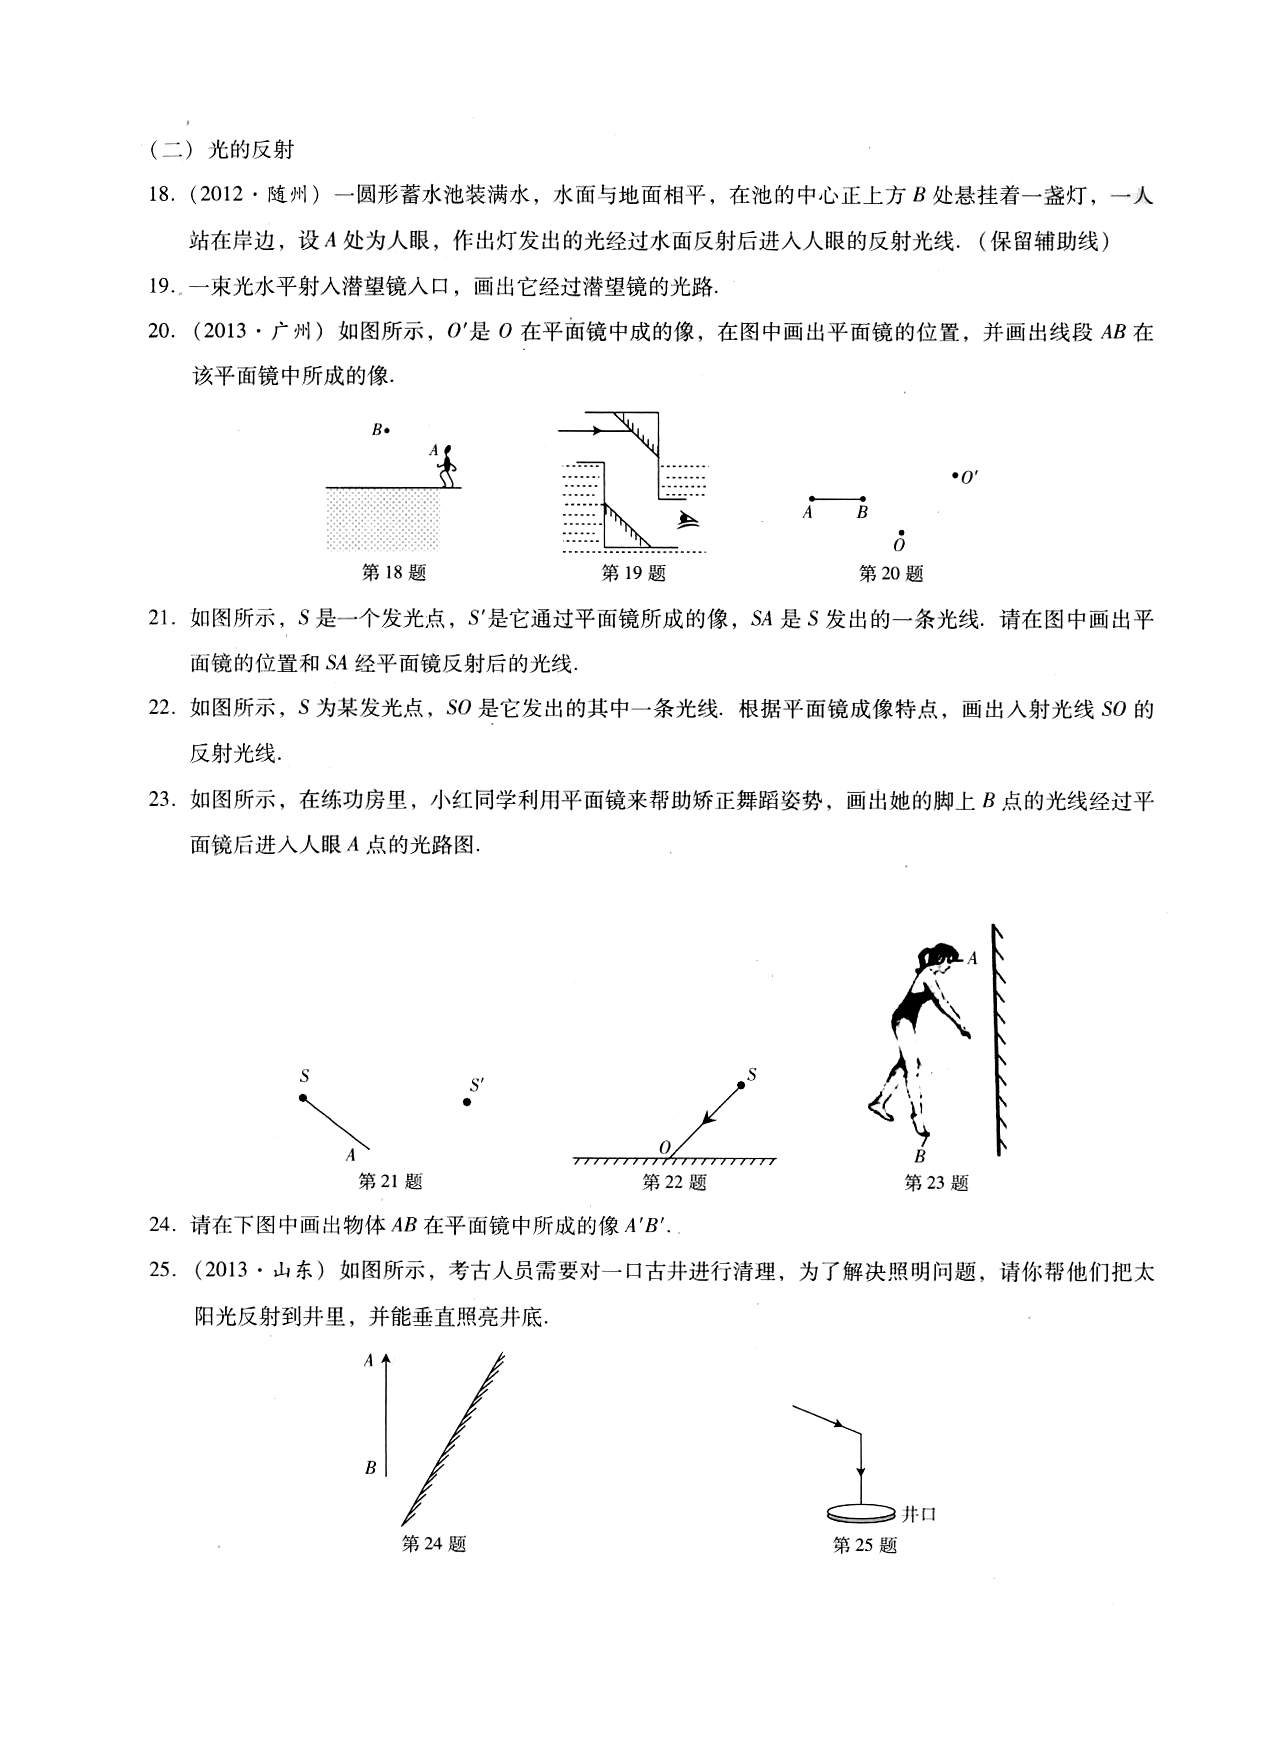 （二）光的反射
18.（2012·随州）一圆形蓄水池装满水，水面与地面相平，在池的中心正上方 B 处悬挂着一盏灯，一人
站在岸边，设 A 处为人眼，作出灯发出的光经过水面反射后进入人眼的反射光线.（保留辅助线）
19. 一束光水平射入潜望镜入口，画出它经过潜望镜的光路.
20.（2013·广州）如图所示，O′是 O 在平面镜中成的像，在图中画出平面镜的位置，并画出线段 AB 在
该平面镜中所成的像.
B
A
O′
A
B
O
第 18 题
第 19 题
第 20 题
21. 如图所示，S 是一个发光点，S′是它通过平面镜所成的像，SA 是 S 发出的一条光线. 请在图中画出平
面镜的位置和 SA 经平面镜反射后的光线.
22. 如图所示，S 为某发光点，SO 是它发出的其中一条光线. 根据平面镜成像特点，画出入射光线 SO 的
反射光线.
23. 如图所示，在练功房里，小红同学利用平面镜来帮助矫正舞蹈姿势，画出她的脚上 B 点的光线经过平
面镜后进入人眼 A 点的光路图.
A
S
S′
S
A
O
B
第 21 题
第 22 题
第 23 题
24. 请在下图中画出物体 AB 在平面镜中所成的像 A′B′.
25.（2013·山东）如图所示，考古人员需要对一口古井进行清理，为了解决照明问题，请你帮他们把太
阳光反射到井里，并能垂直照亮井底.
A
B
井口
第 24 题
第 25 题